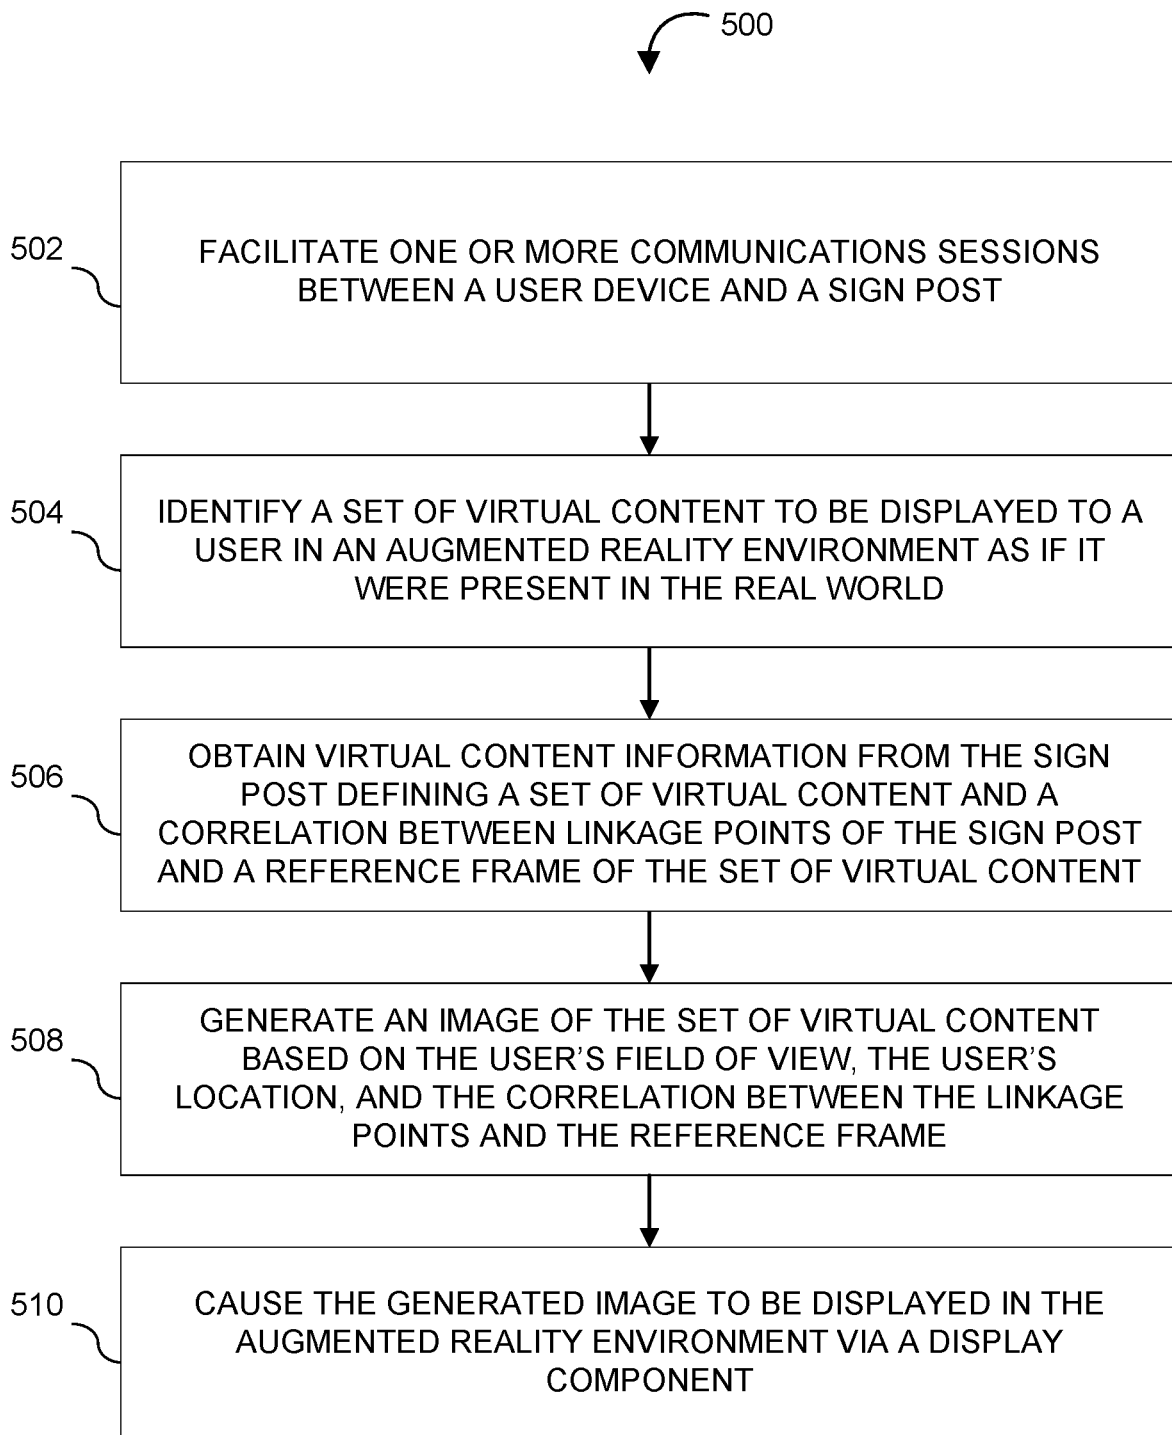 500
502
FACILITATE ONE OR MORE COMMUNICATIONS SESSIONS
BETWEEN A USER DEVICE AND A SIGN POST
504
IDENTIFY A SET OF VIRTUAL CONTENT TO BE DISPLAYED TO A
USER IN AN AUGMENTED REALITY ENVIRONMENT AS IF IT
WERE PRESENT IN THE REAL WORLD
506
OBTAIN VIRTUAL CONTENT INFORMATION FROM THE SIGN
POST DEFINING A SET OF VIRTUAL CONTENT AND A
CORRELATION BETWEEN LINKAGE POINTS OF THE SIGN POST
AND A REFERENCE FRAME OF THE SET OF VIRTUAL CONTENT
508
GENERATE AN IMAGE OF THE SET OF VIRTUAL CONTENT
BASED ON THE USER’S FIELD OF VIEW, THE USER’S
LOCATION, AND THE CORRELATION BETWEEN THE LINKAGE
POINTS AND THE REFERENCE FRAME
510
CAUSE THE GENERATED IMAGE TO BE DISPLAYED IN THE
AUGMENTED REALITY ENVIRONMENT VIA A DISPLAY
COMPONENT